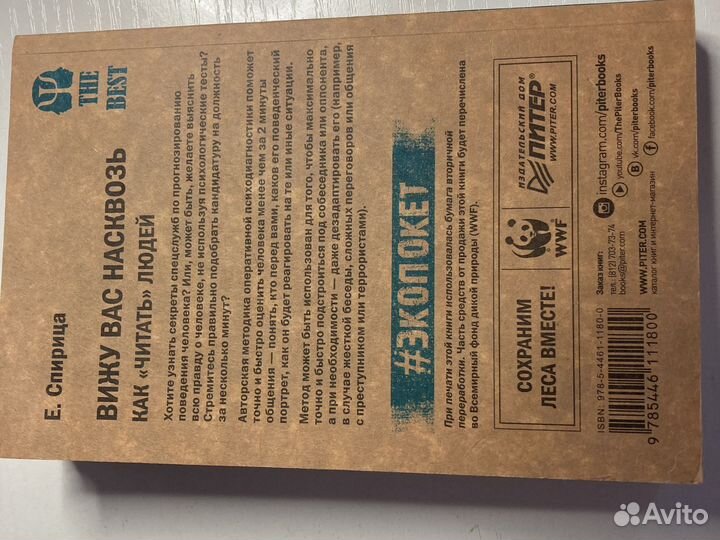 THE
BEST
Е. Спирица
ВИЖУ ВАС НАСКВОЗЬ
КАК «ЧИТАТЬ» ЛЮДЕЙ
Хотите узнать секреты спецслужб по прогнозированию
поведения человека? Или, может быть, желаете выяснить
всю правду о человеке, не используя психологические тесты?
Стремитесь правильно подобрать кандидатуру на должность
за несколько минут?
Авторская методика оперативной психодиагностики поможет
точно и быстро оценить человека менее чем за 2 минуты
общения — понять, кто перед вами, каков его поведенческий
портрет, как он будет реагировать на те или иные ситуации.
Метод может быть использован для того, чтобы максимально
точно и быстро подстроиться под собеседника или оппонента,
а при необходимости — даже дезадаптировать его (например,
в случае жесткой беседы, сложных переговоров или общения
с преступником или террористами).
#ЭКОПОКЕТ
При печати этой книги использовалась бумага вторичной
переработки. Часть средств от продажи этой книги будет перечислена
во Всемирный фонд дикой природы (WWF).
СОХРАНИМ
ЛЕСА ВМЕСТЕ!
WWF®
ИЗДАТЕЛЬСКИЙ ДОМ
ПИТЕР®
WWW.PITER.COM
Заказ книг:
тел.: (812) 703-73-74
books@piter.com
WWW.PITER.COM
каталог книг и интернет-магазин
instagram.com/piterbooks
youtube.com/ThePiterBooks
vk.com/piterbooks
facebook.com/piterbooks
ISBN: 978-5-4461-1180-0
9 785446 111800
Avito